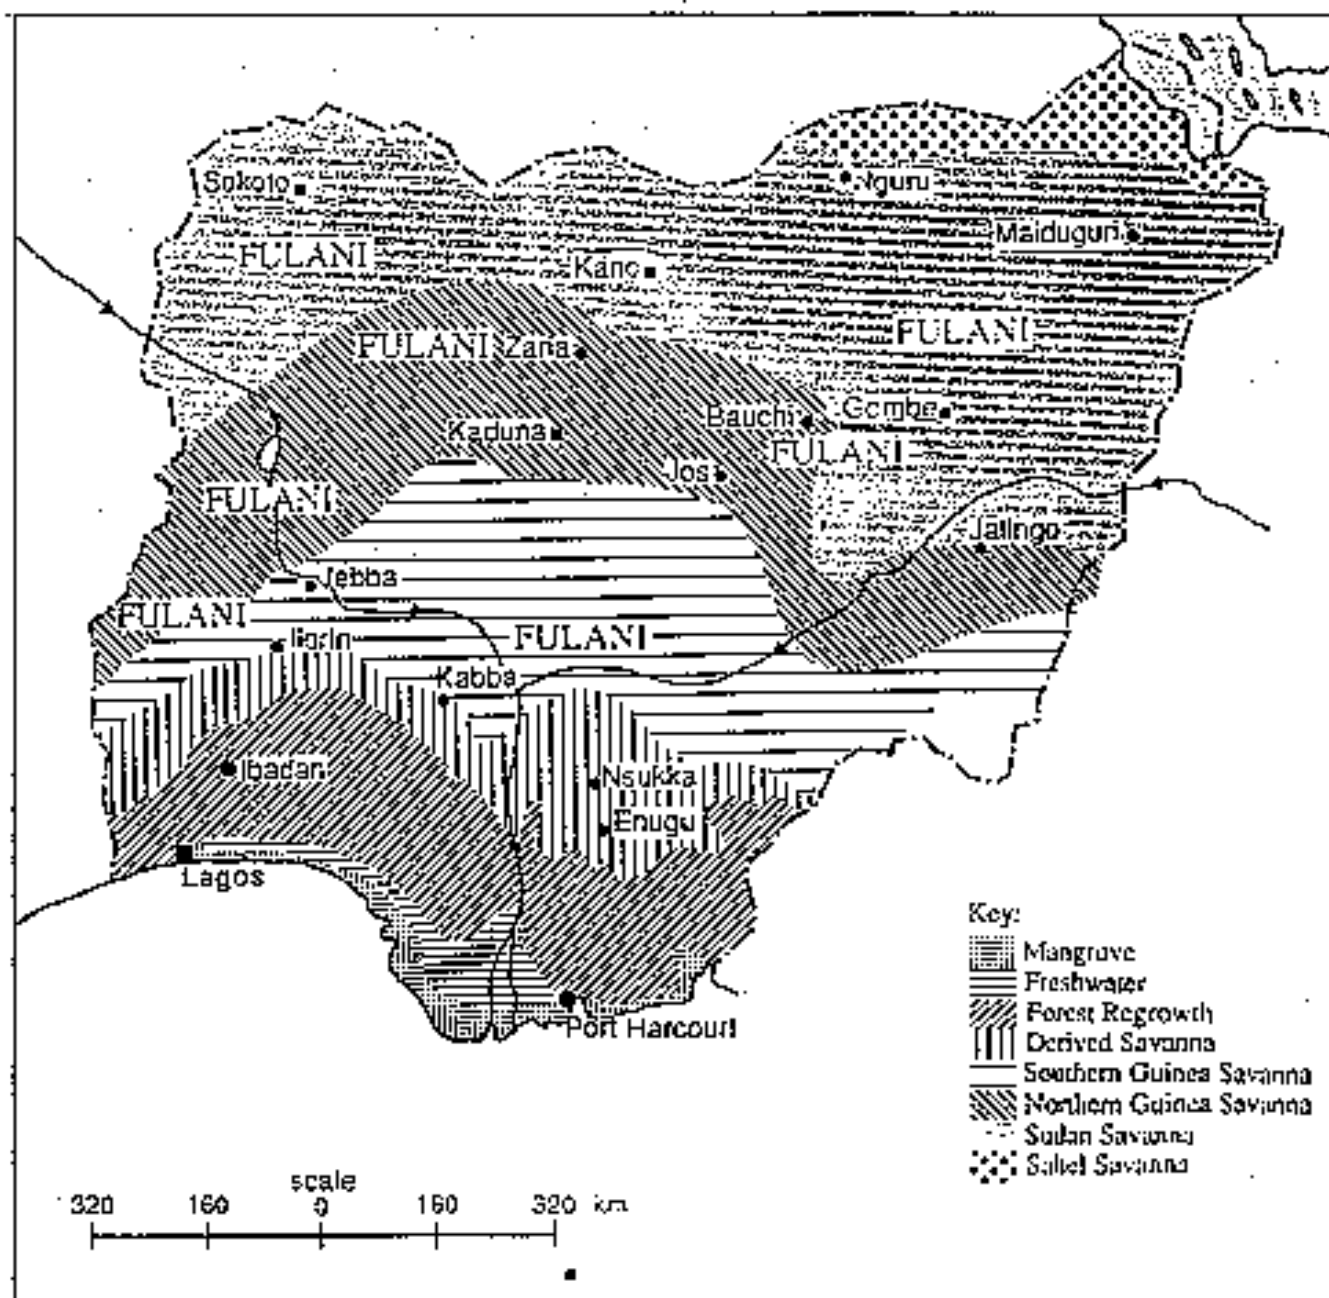 Sokoto
Nguru
Maiduguri
FULANI
Kano
FULANI
FULANI Zaria
Gombe
Bauchi
Kaduna
FULANI
Jos
FULANI
Jalingo
Jebba
FULANI
FULANI
Ilorin
Kabba
Ibadan
Nsukka
Enugu
Lagos
Port Harcourt
Key:
Mangrove
Freshwater
Forest Regrowth
Derived Savanna
Southern Guinea Savanna
Northern Guinea Savanna
Sudan Savanna
Sahel Savanna
scale
320 160 0 160 320 km